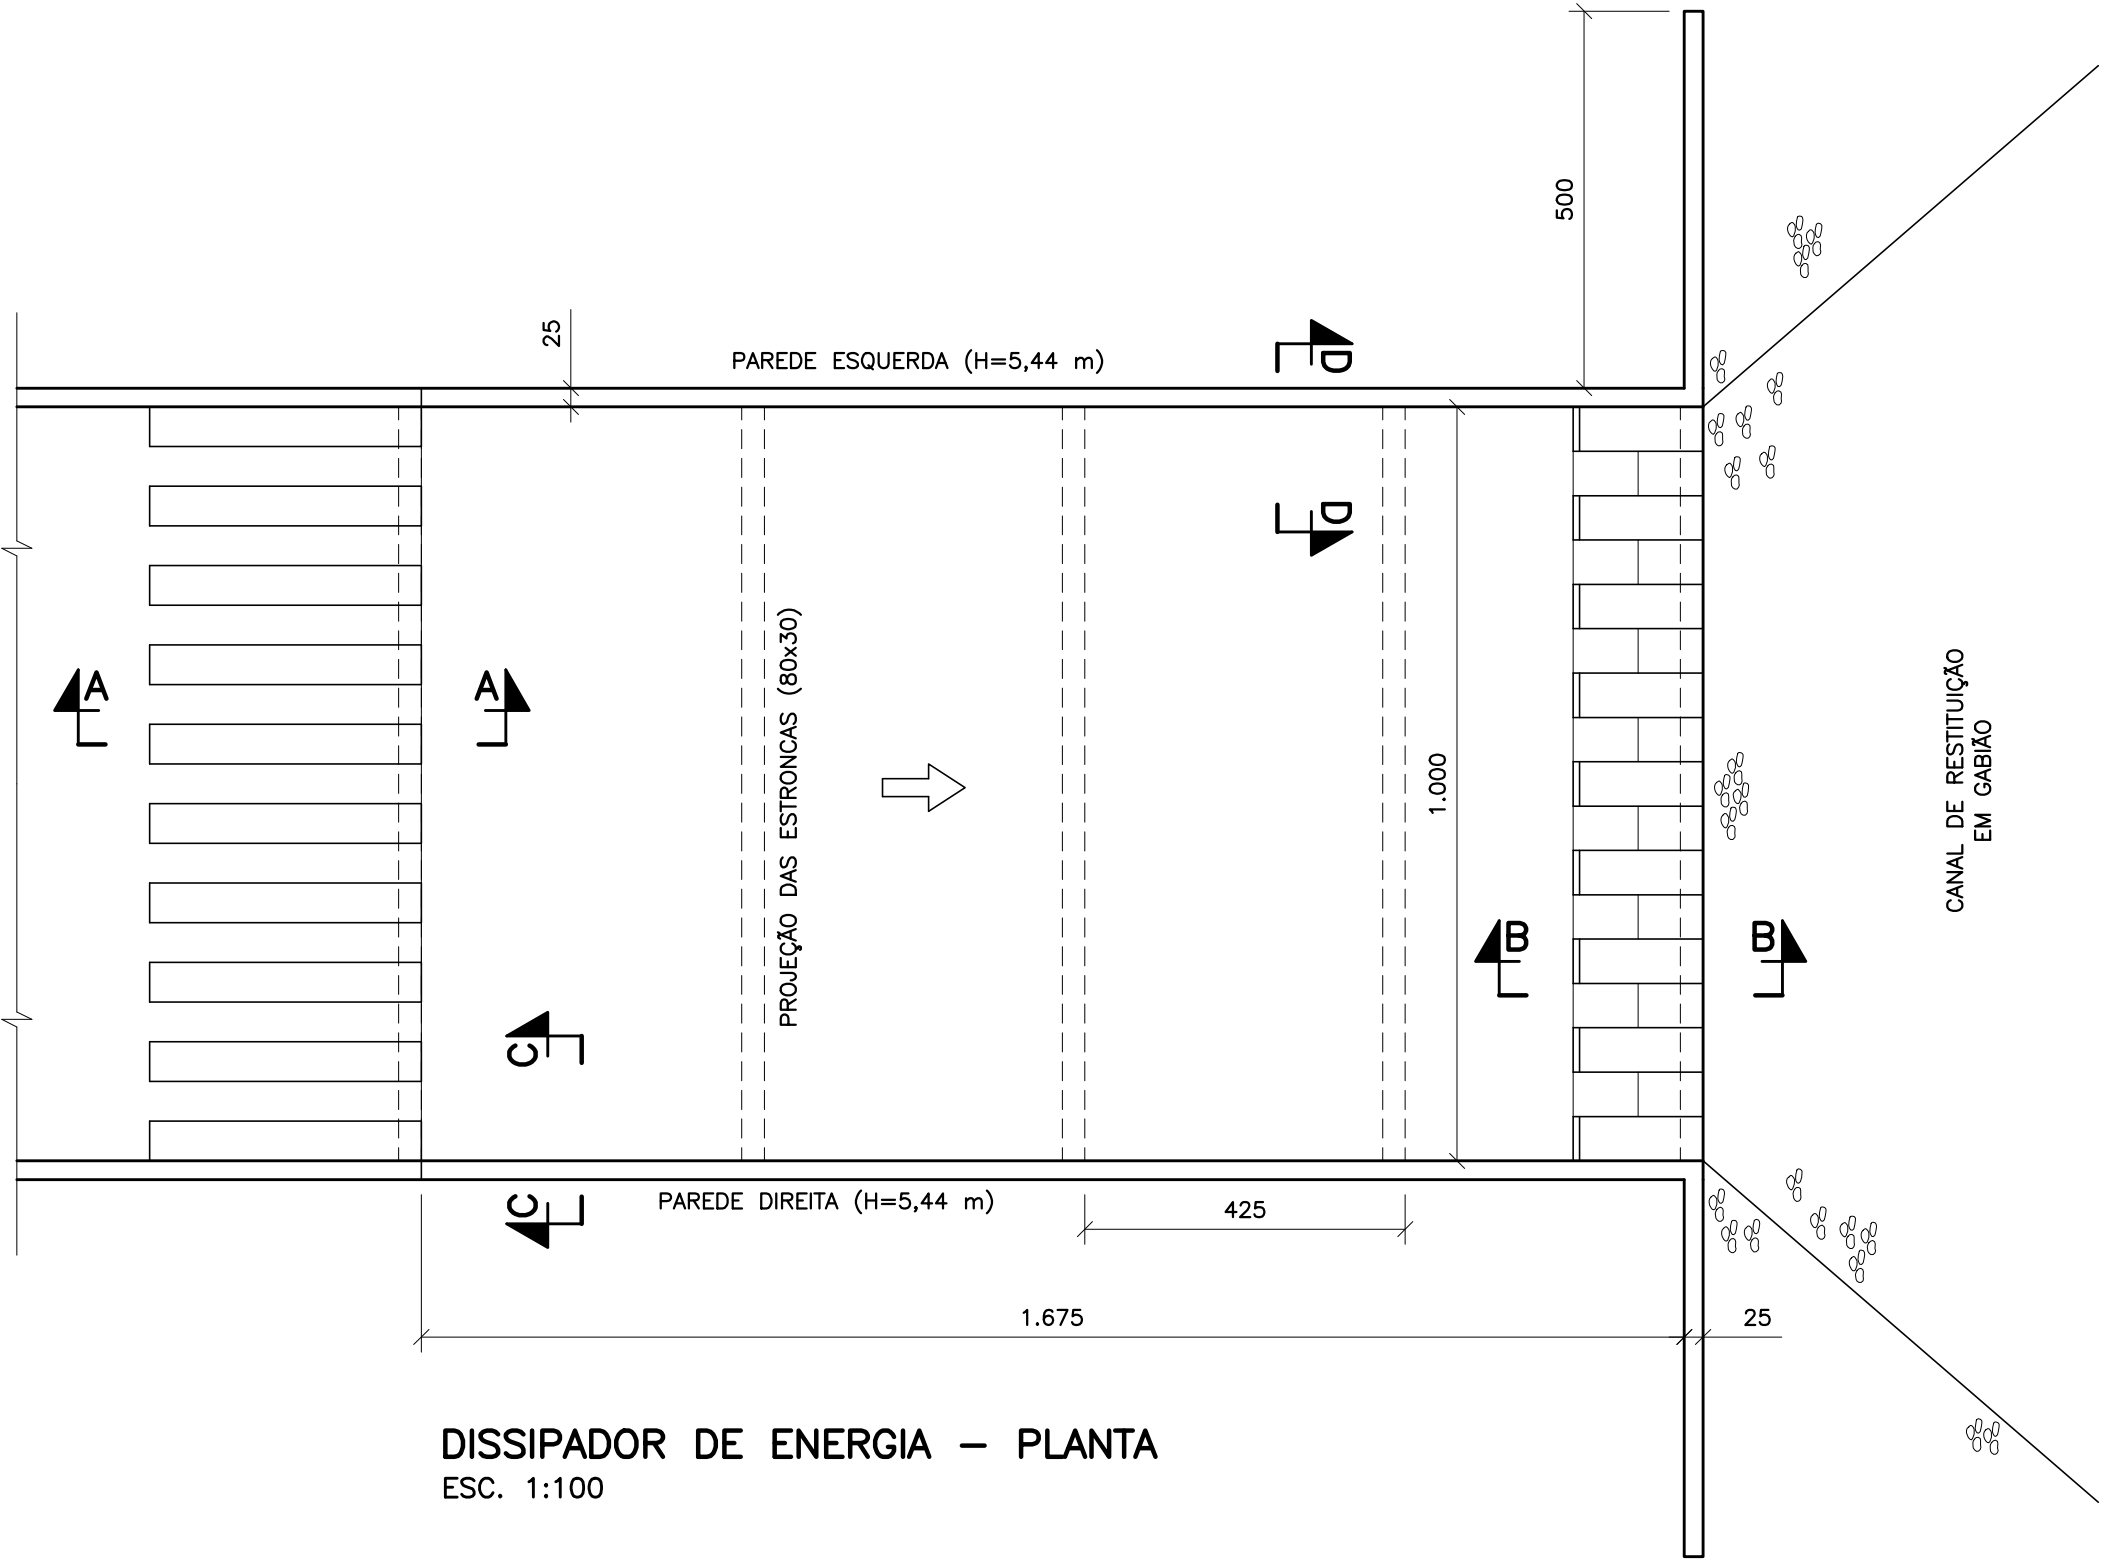 500
25
PAREDE ESQUERDA (H=5,44 m)
D
D
A
A
PROJEÇÃO DAS ESTRONCAS (80x30)
1.000
CANAL DE RESTITUIÇÃO
EM GABIÃO
B
B
C
C
PAREDE DIREITA (H=5,44 m)
425
1.675
25
DISSIPADOR DE ENERGIA – PLANTA
ESC. 1:100